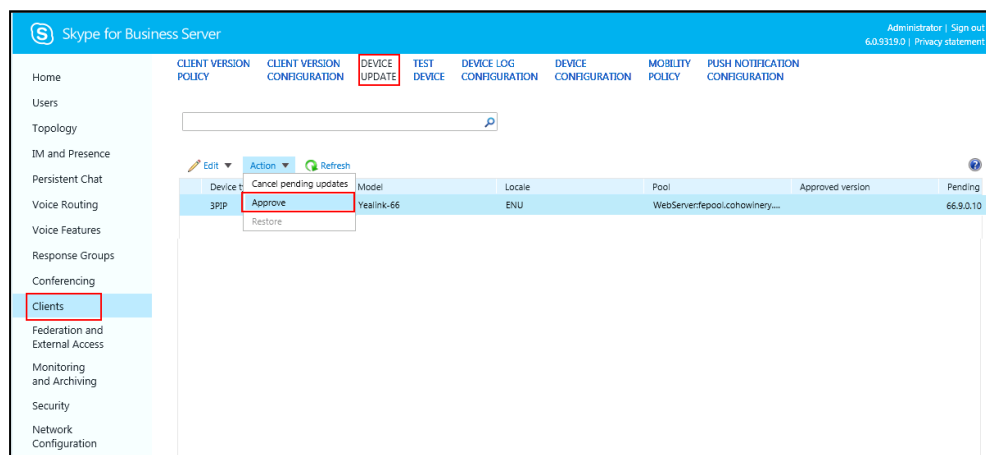 Skype for Business Server
Administrator | Sign out
6.0.9319.0 | Privacy statement
Home
Users
Topology
IM and Presence
Persistent Chat
Voice Routing
Voice Features
Response Groups
Conferencing
Clients
Federation and
External Access
Monitoring
and Archiving
Security
Network
Configuration
CLIENT VERSION
POLICY
CLIENT VERSION
CONFIGURATION
DEVICE
UPDATE
TEST
DEVICE
DEVICE LOG
CONFIGURATION
DEVICE
CONFIGURATION
MOBILITY
POLICY
PUSH NOTIFICATION
CONFIGURATION
Edit Action Refresh
Cancel pending updates
Approve
Restore
Device Model Locale Pool Approved version Pending
3PIP Yealink-66 ENU WebServer:fepool.cohowinery.... 66.9.0.10